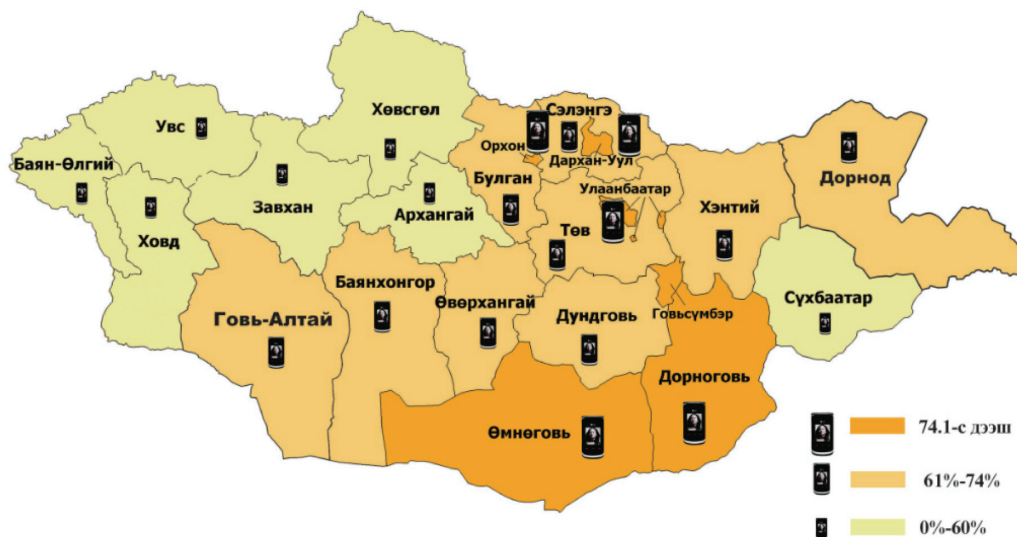 Хөвсгөл
Сэлэнгэ
Увс
Орхон
Дархан-Уул
Баян-Өлгий
Булган
Улаанбаатар
Дорнод
Завхан
Архангай
Хэнтий
Ховд
Төв
Баянхонгор
Өвөрхангай
Сүхбаатар
Говь-Алтай
Дундговь
Говьсүмбэр
Дорноговь
Өмнөговь
74.1-с дээш
61%-74%
0%-60%